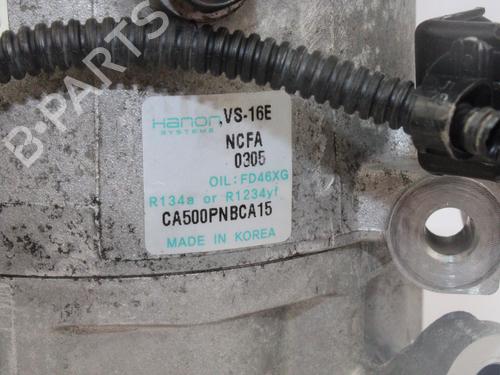 Hanon
SYSTEMS
,VS-16E
NCFA
0305
OIL:FD46XG
R134a or R1234yf
CA500PNBCA15
MADE IN KOREA
B-PARTS